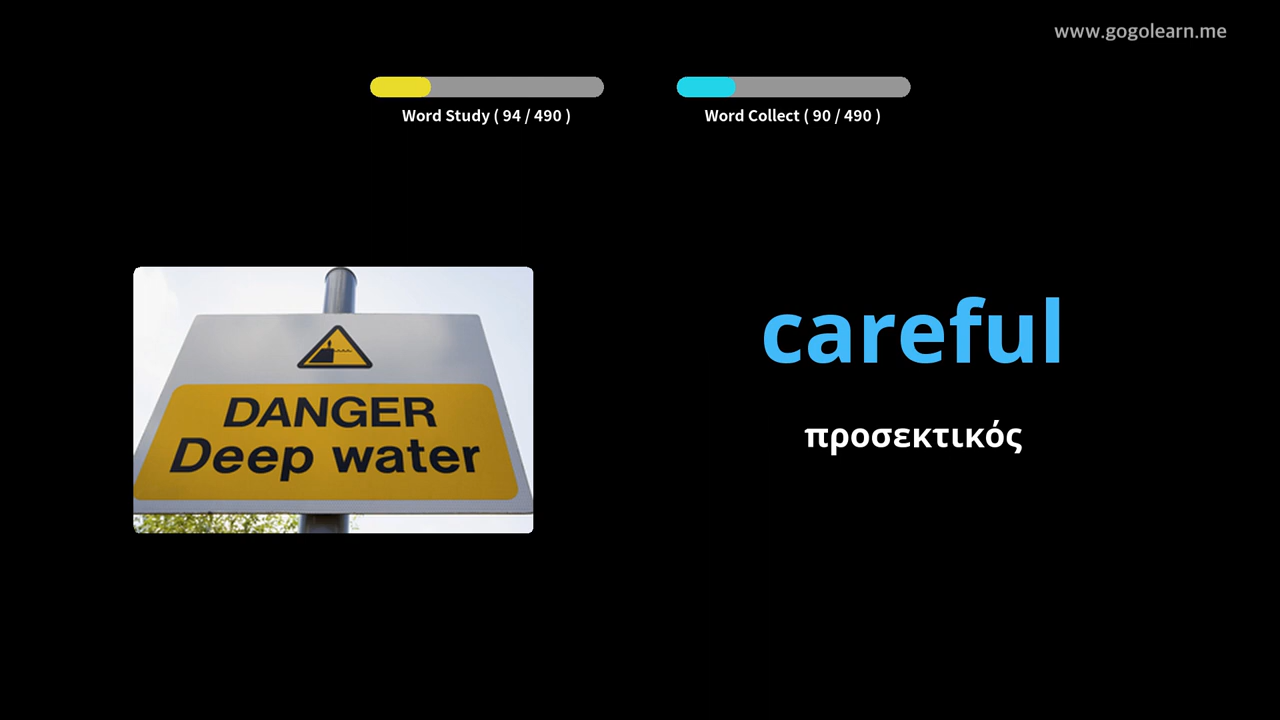 www.gogolearn.me
Word Study ( 94 / 490 )
Word Collect ( 90 / 490 )
DANGER
Deep water
careful
προσεκτικός